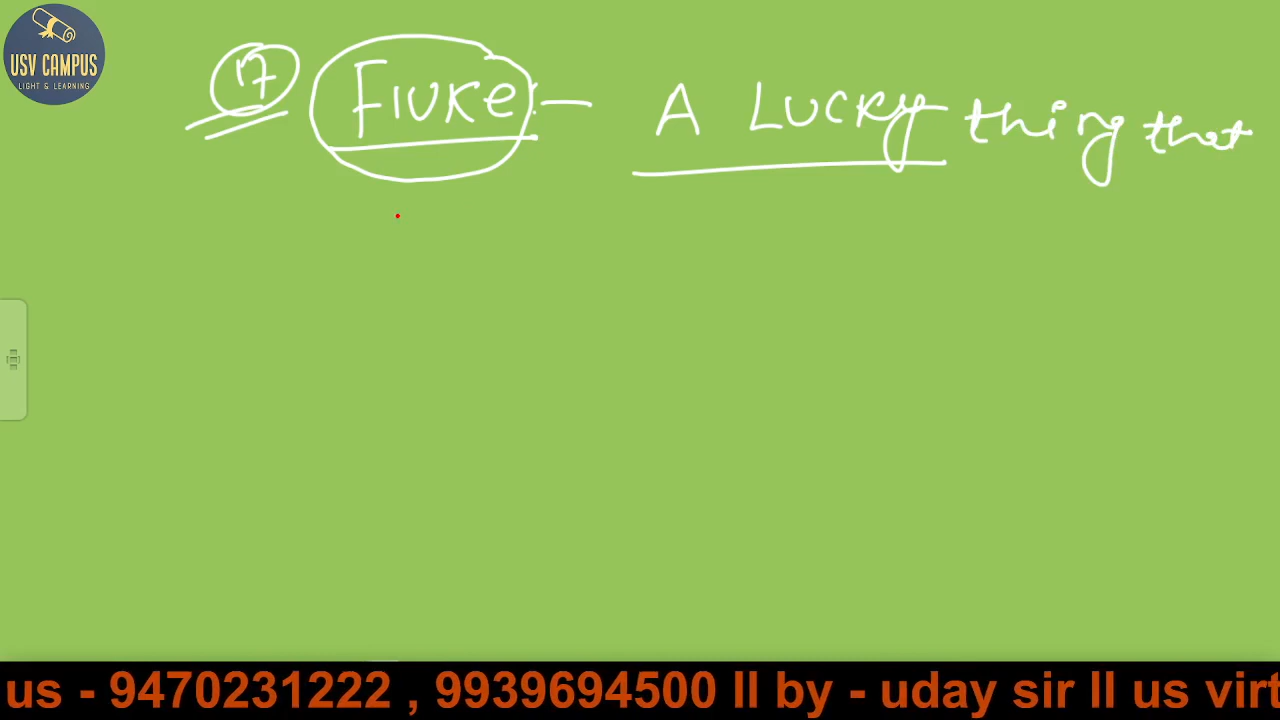 USV CAMPUS
LIGHT & LEARNING
17 Fluke :- A Lucky thing that
us - 9470231222 , 9939694500 ll by - uday sir ll us virt